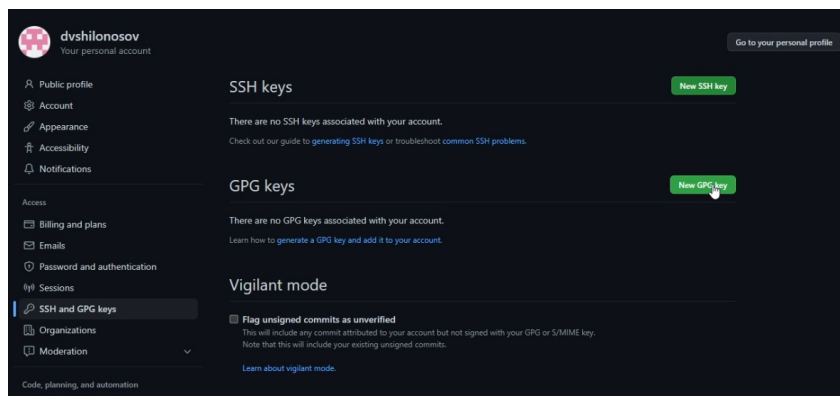 dvshilonosov
Your personal account
Go to your personal profile
Public profile
Account
Appearance
Accessibility
Notifications
Access
Billing and plans
Emails
Password and authentication
Sessions
SSH and GPG keys
Organizations
Moderation
Code, planning, and automation
SSH keys
New SSH key
There are no SSH keys associated with your account.
Check out our guide to generating SSH keys or troubleshoot common SSH problems.
GPG keys
New GPG key
There are no GPG keys associated with your account.
Learn how to generate a GPG key and add it to your account.
Vigilant mode
Flag unsigned commits as unverified
This will include any commit attributed to your account but not signed with your GPG or S/MIME key.
Note that this will include your existing unsigned commits.
Learn about vigilant mode.